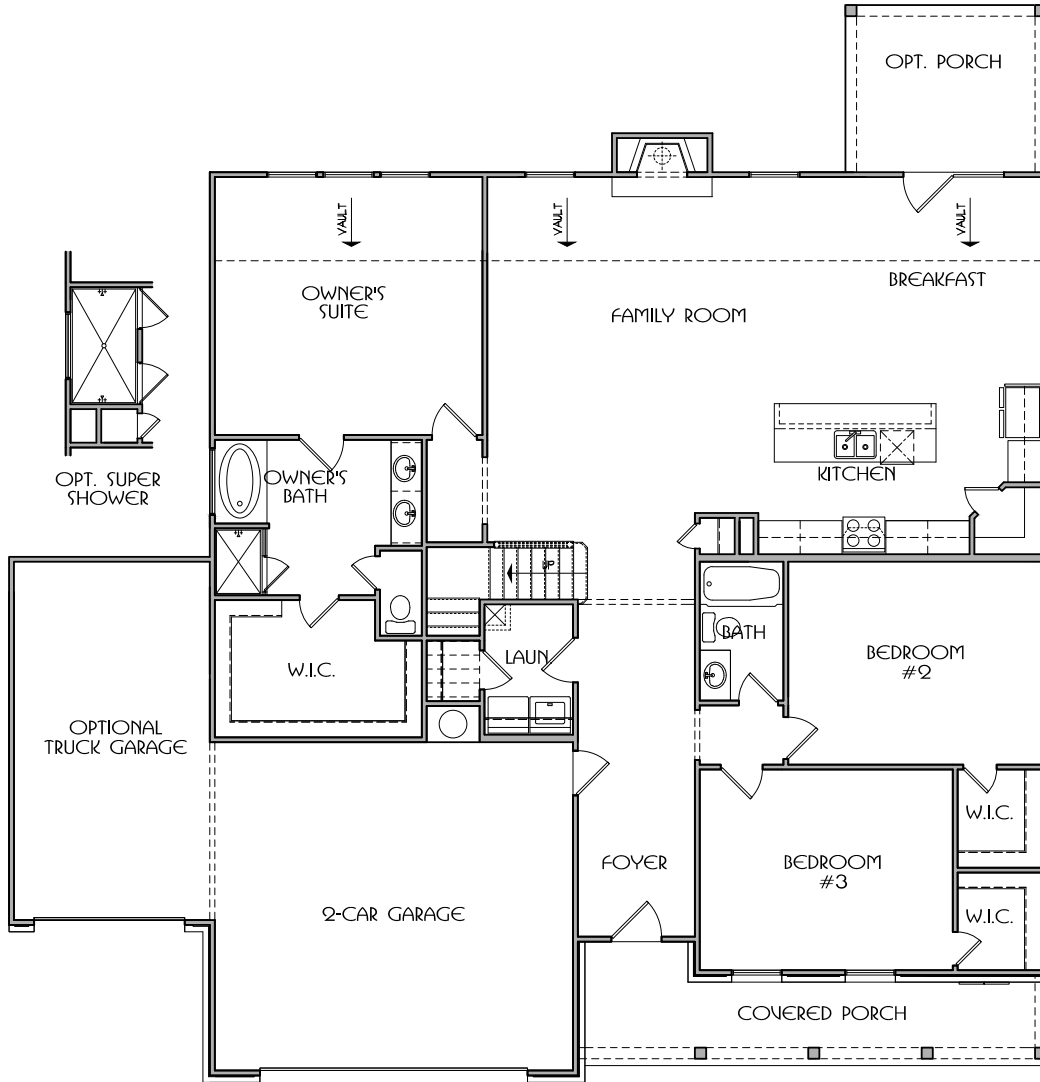 OPT. PORCH
VAULT
VAULT
VAULT
BREAKFAST
OWNER'S
SUITE
FAMILY ROOM
OPT. SUPER
SHOWER
OWNER'S
BATH
KITCHEN
UP
W.I.C.
LAUN
BATH
BEDROOM
#2
OPTIONAL
TRUCK GARAGE
W.I.C.
FOYER
BEDROOM
#3
2-CAR GARAGE
W.I.C.
COVERED PORCH